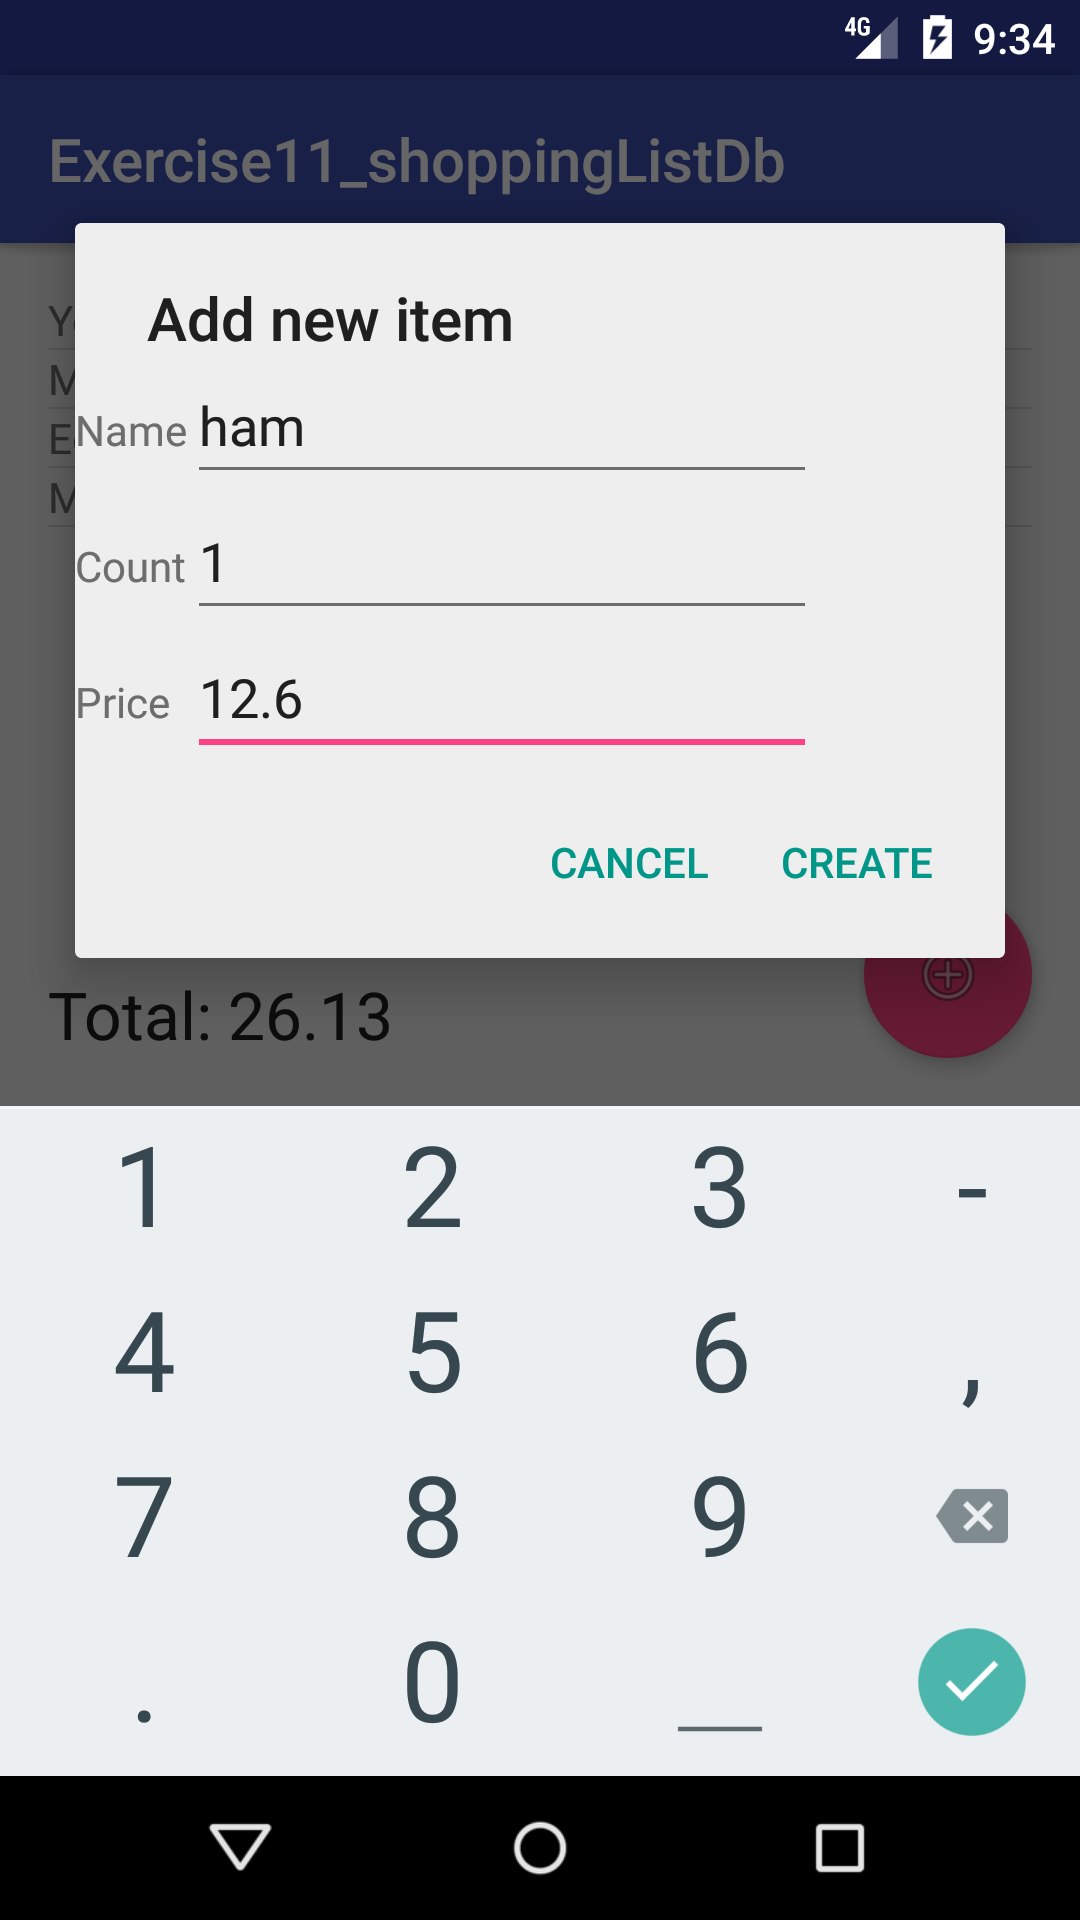 4G 9:34
Exercise11_shoppingListDb
Add new item
Name ham
Count 1
Price 12.6
CANCEL CREATE
Total: 26.13
1 2 3 -
4 5 6 ,
7 8 9
. 0